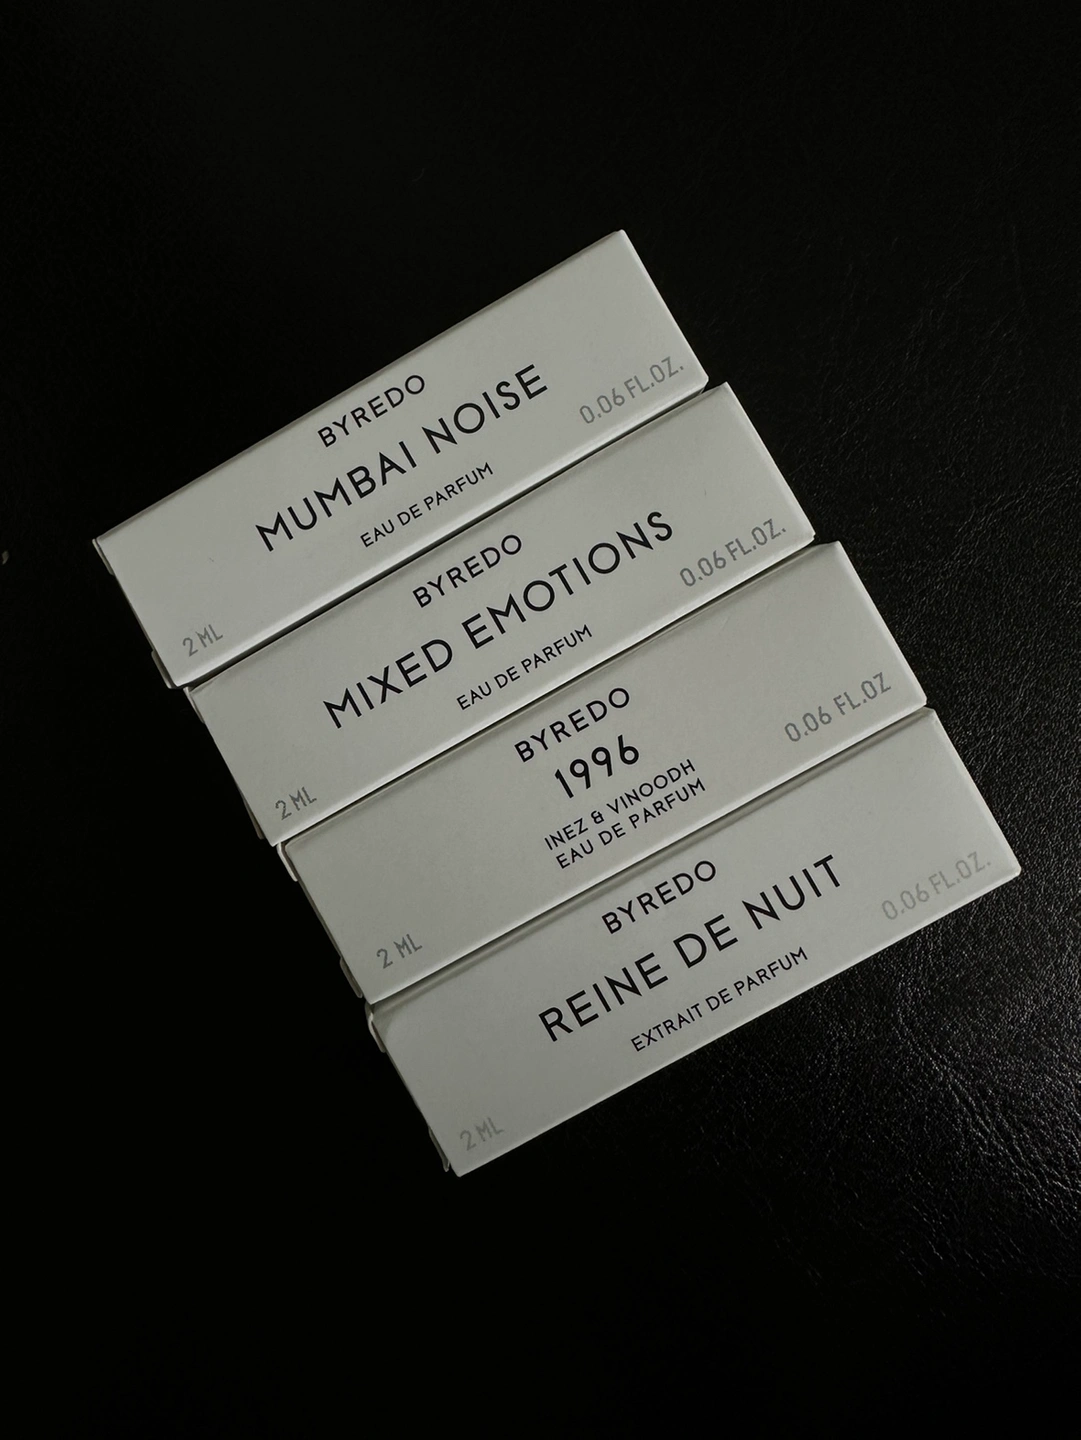 BYREDO
MUMBAI NOISE
EAU DE PARFUM
2 ML
0.06 FL.OZ.
BYREDO
MIXED EMOTIONS
EAU DE PARFUM
2 ML
0.06 FL.OZ.
BYREDO
1996
INEZ & VINOODH
EAU DE PARFUM
2 ML
0.06 FL.OZ
BYREDO
REINE DE NUIT
EXTRAIT DE PARFUM
2 ML
0.06 FL.OZ.